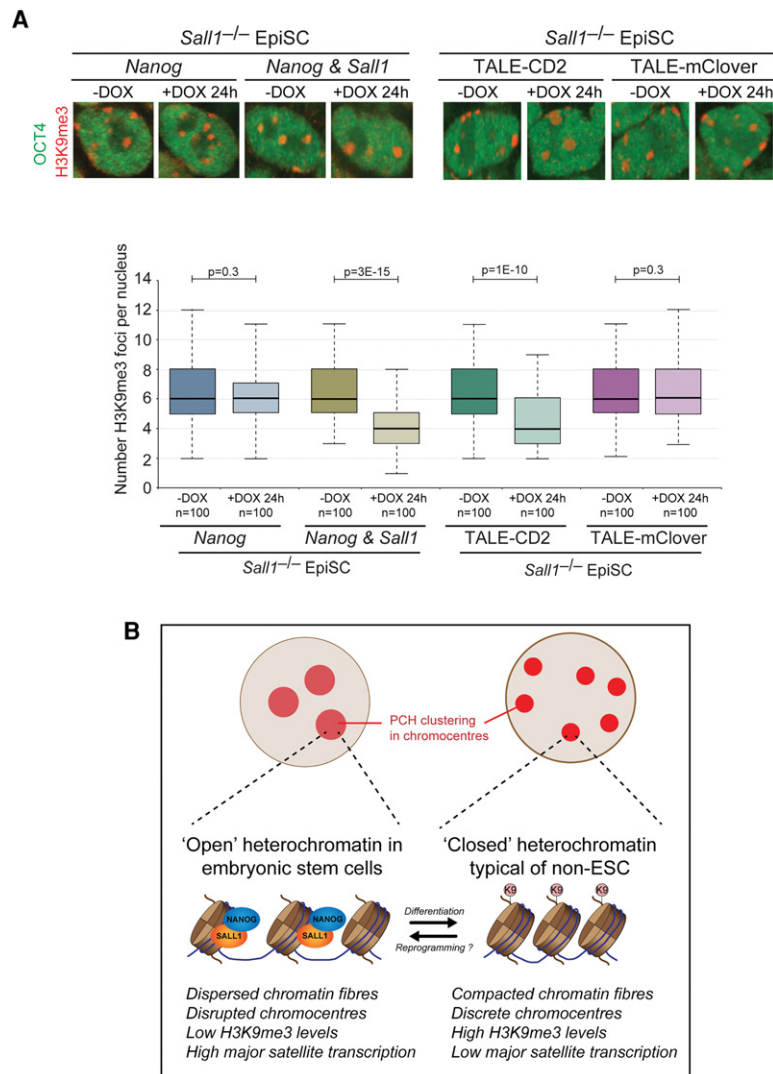 A
Sall1–/– EpiSC
Sall1–/– EpiSC
Nanog
Nanog & Sall1
TALE-CD2
TALE-mClover
-DOX
+DOX 24h
-DOX
+DOX 24h
-DOX
+DOX 24h
-DOX
+DOX 24h
OCT4
H3K9me3
Number H3K9me3 foci per nucleus
14
12
10
8
6
4
2
0
p=0.3
p=3E-15
p=1E-10
p=0.3
-DOX
n=100
+DOX 24h
n=100
-DOX
n=100
+DOX 24h
n=100
-DOX
n=100
+DOX 24h
n=100
-DOX
n=100
+DOX 24h
n=100
Nanog
Nanog & Sall1
TALE-CD2
TALE-mClover
Sall1–/– EpiSC
Sall1–/– EpiSC
B
PCH clustering
in chromocentres
'Open' heterochromatin in
embryonic stem cells
'Closed' heterochromatin
typical of non-ESC
NANOG
SALL1
NANOG
SALL1
Differentiation
Reprogramming ?
K9
K9
K9
Dispersed chromatin fibres
Disrupted chromocentres
Low H3K9me3 levels
High major satellite transcription
Compacted chromatin fibres
Discrete chromocentres
High H3K9me3 levels
Low major satellite transcription